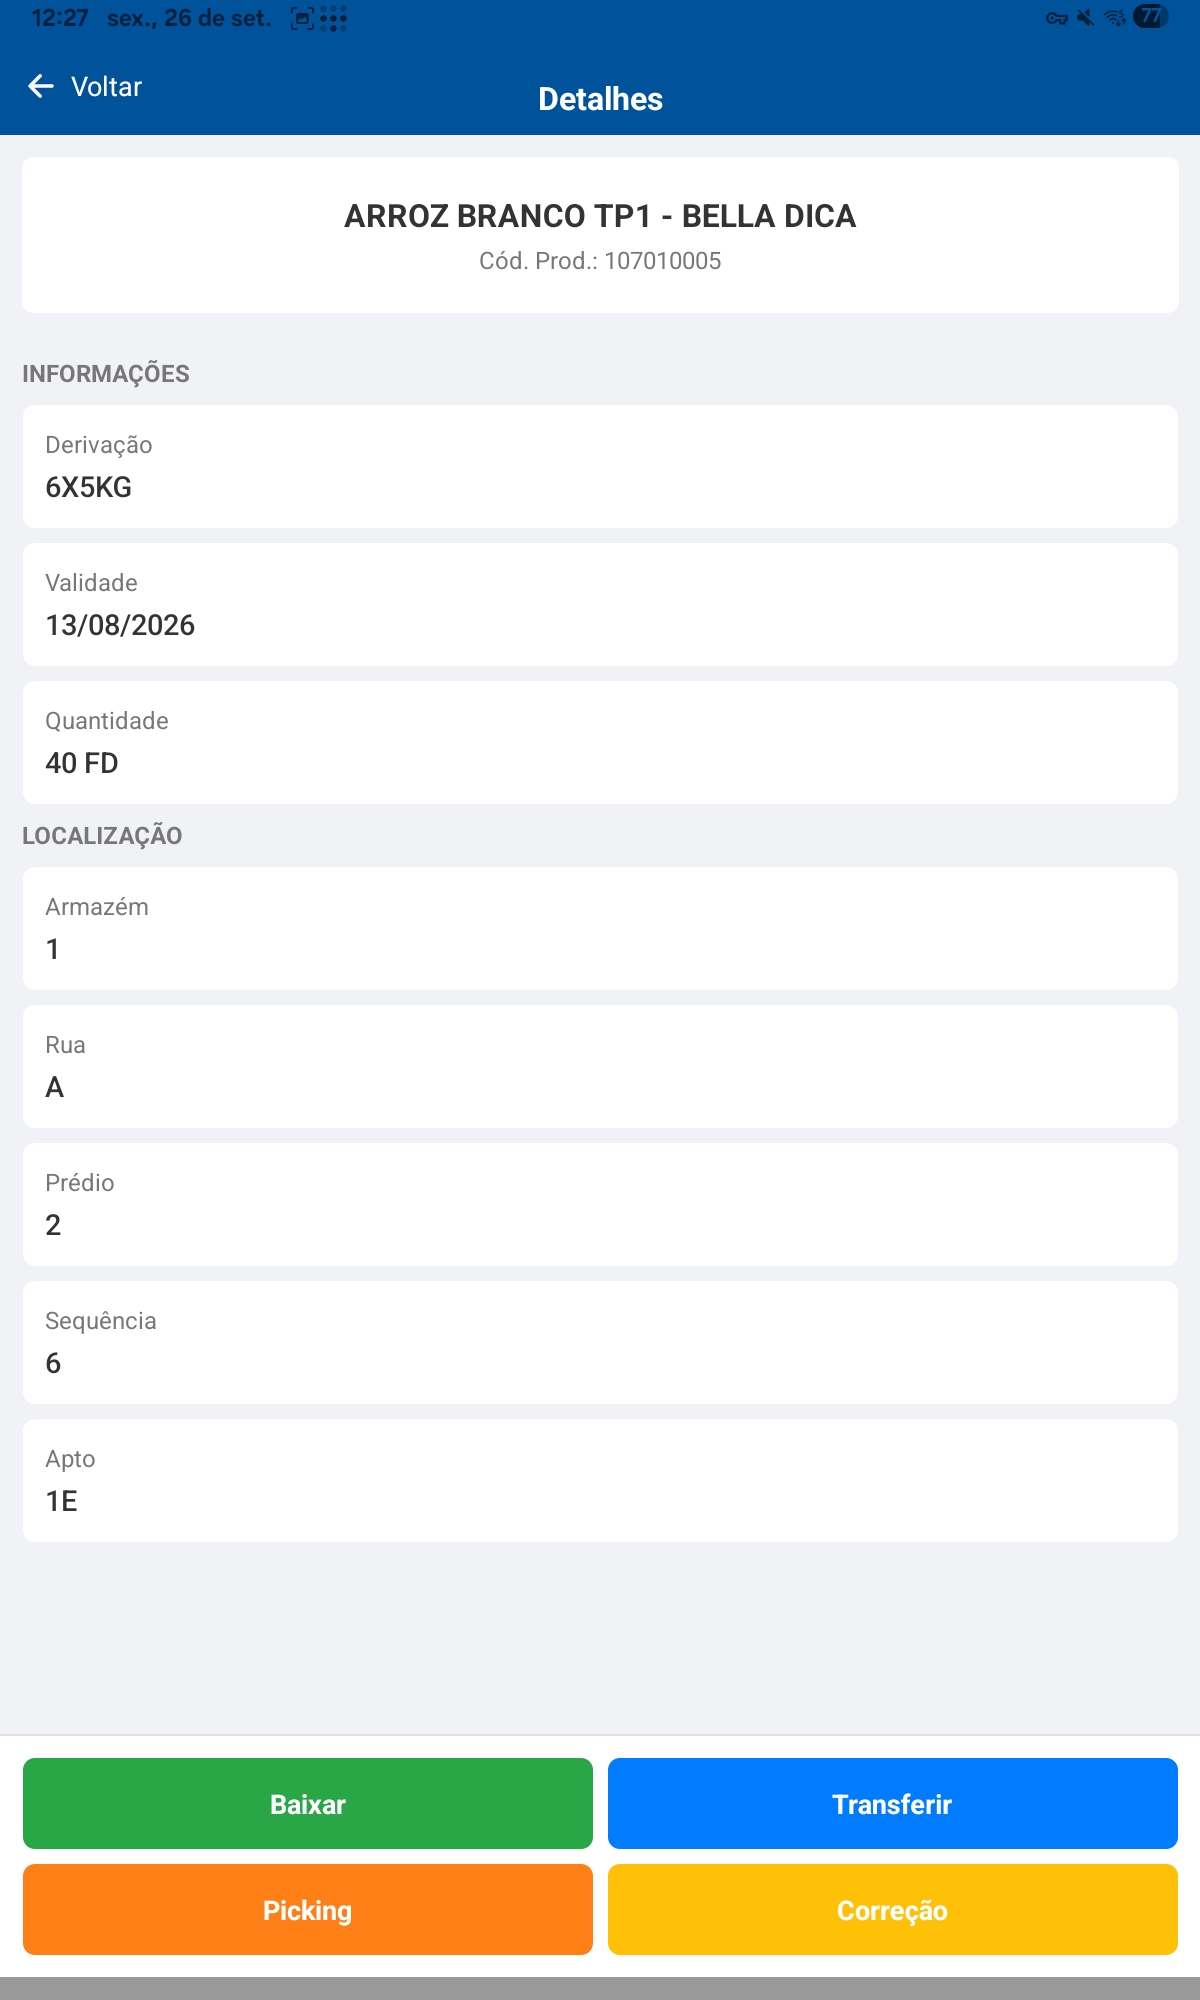 12:27 sex., 26 de set.
77
Voltar
Detalhes
ARROZ BRANCO TP1 - BELLA DICA
Cód. Prod.: 107010005
INFORMAÇÕES
Derivação
6X5KG
Validade
13/08/2026
Quantidade
40 FD
LOCALIZAÇÃO
Armazém
1
Rua
A
Prédio
2
Sequência
6
Apto
1E
Baixar
Transferir
Picking
Correção